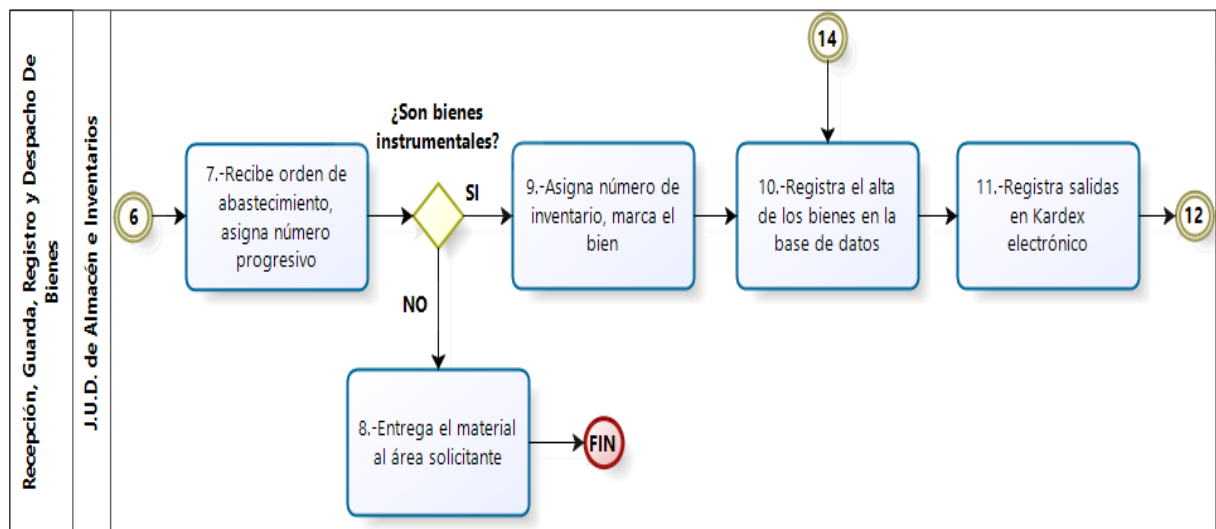 Recepción, Guarda, Registro y Despacho De
Bienes
J.U.D. de Almacén e Inventarios
6
7.-Recibe orden de
abastecimiento,
asigna número
progresivo
¿Son bienes
instrumentales?
SI
NO
8.-Entrega el material
al área solicitante
FIN
9.-Asigna número de
inventario, marca el
bien
14
10.-Registra el alta
de los bienes en la
base de datos
11.-Registra salidas
en Kardex
electrónico
12